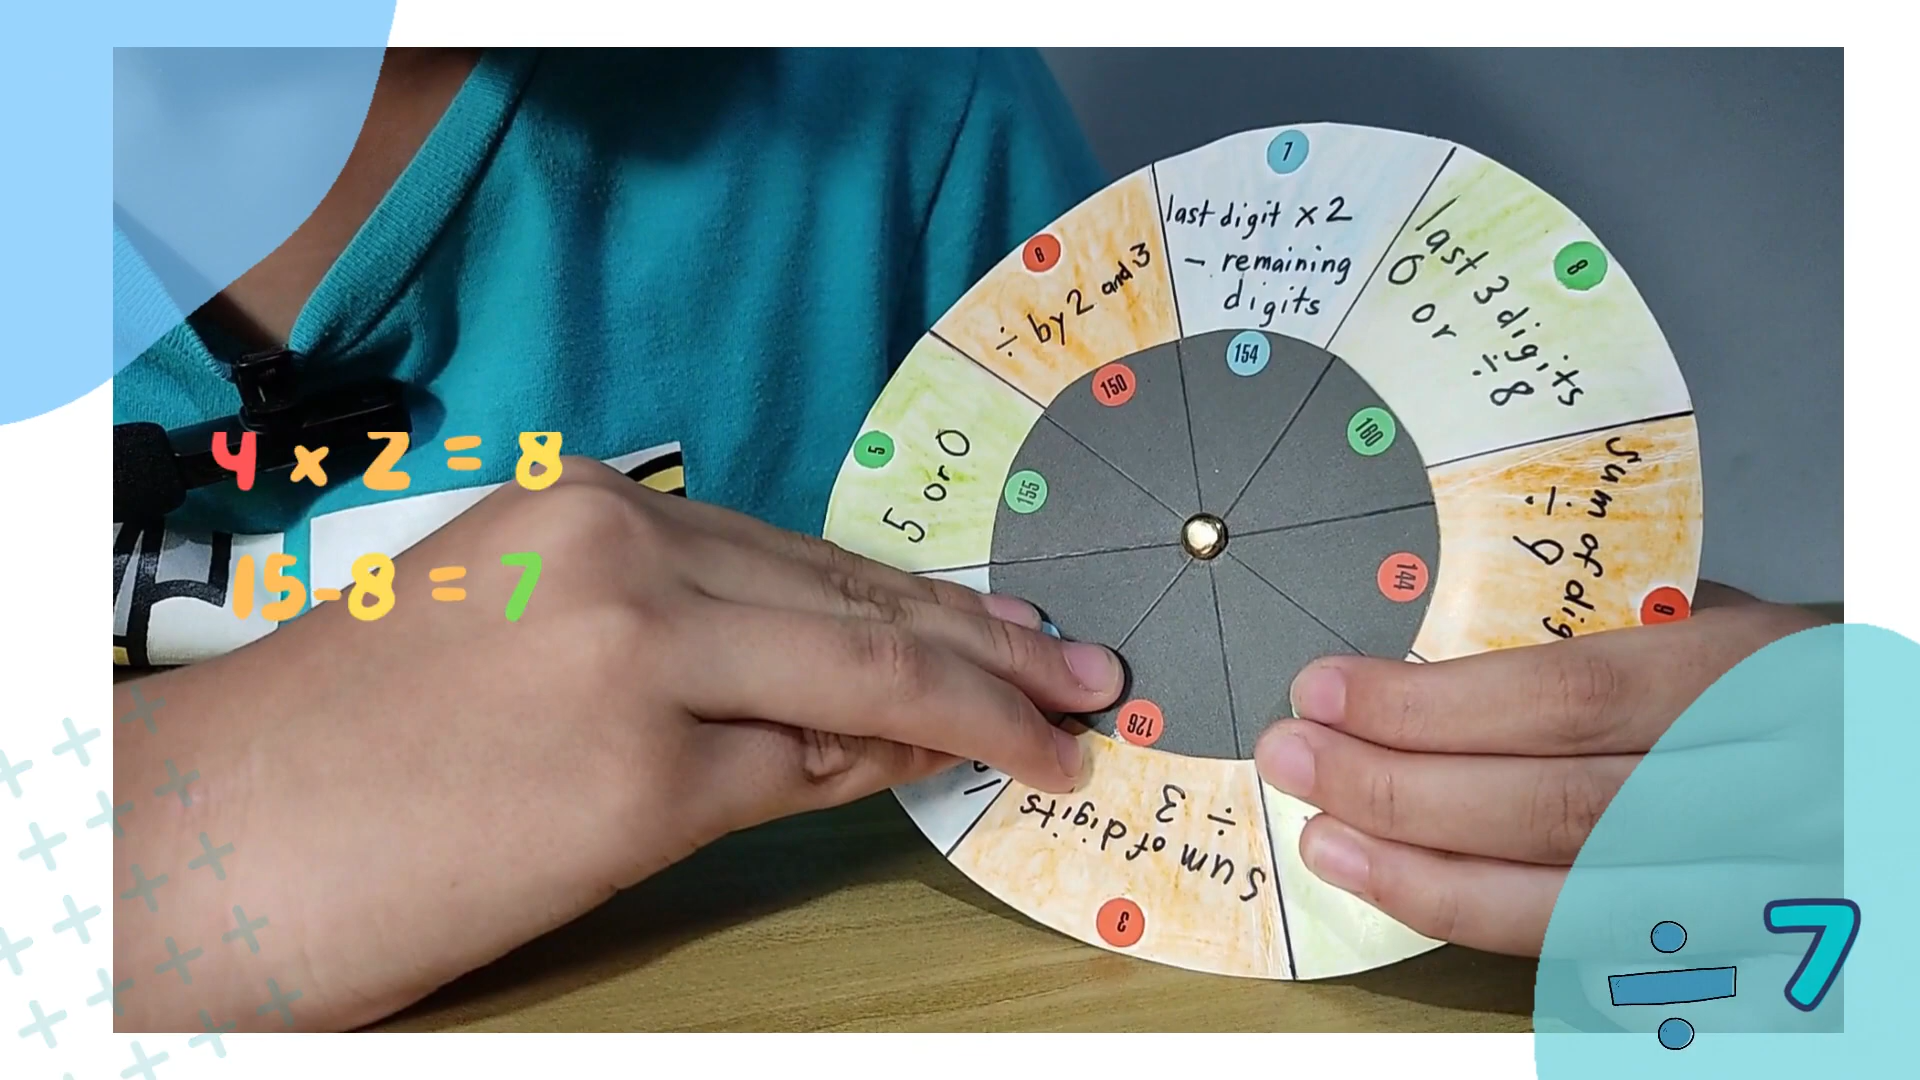 4 x 2 = 8
15-8 = 7
7
last digit x 2
- remaining
digits
154
8
last 3 digits
0 or ÷8
160
sum of dig
÷ 9
9
144
6
÷ by 2 and 3
150
5
5 or 0
155
126
Sum of digits
÷ 3
3
÷ 7